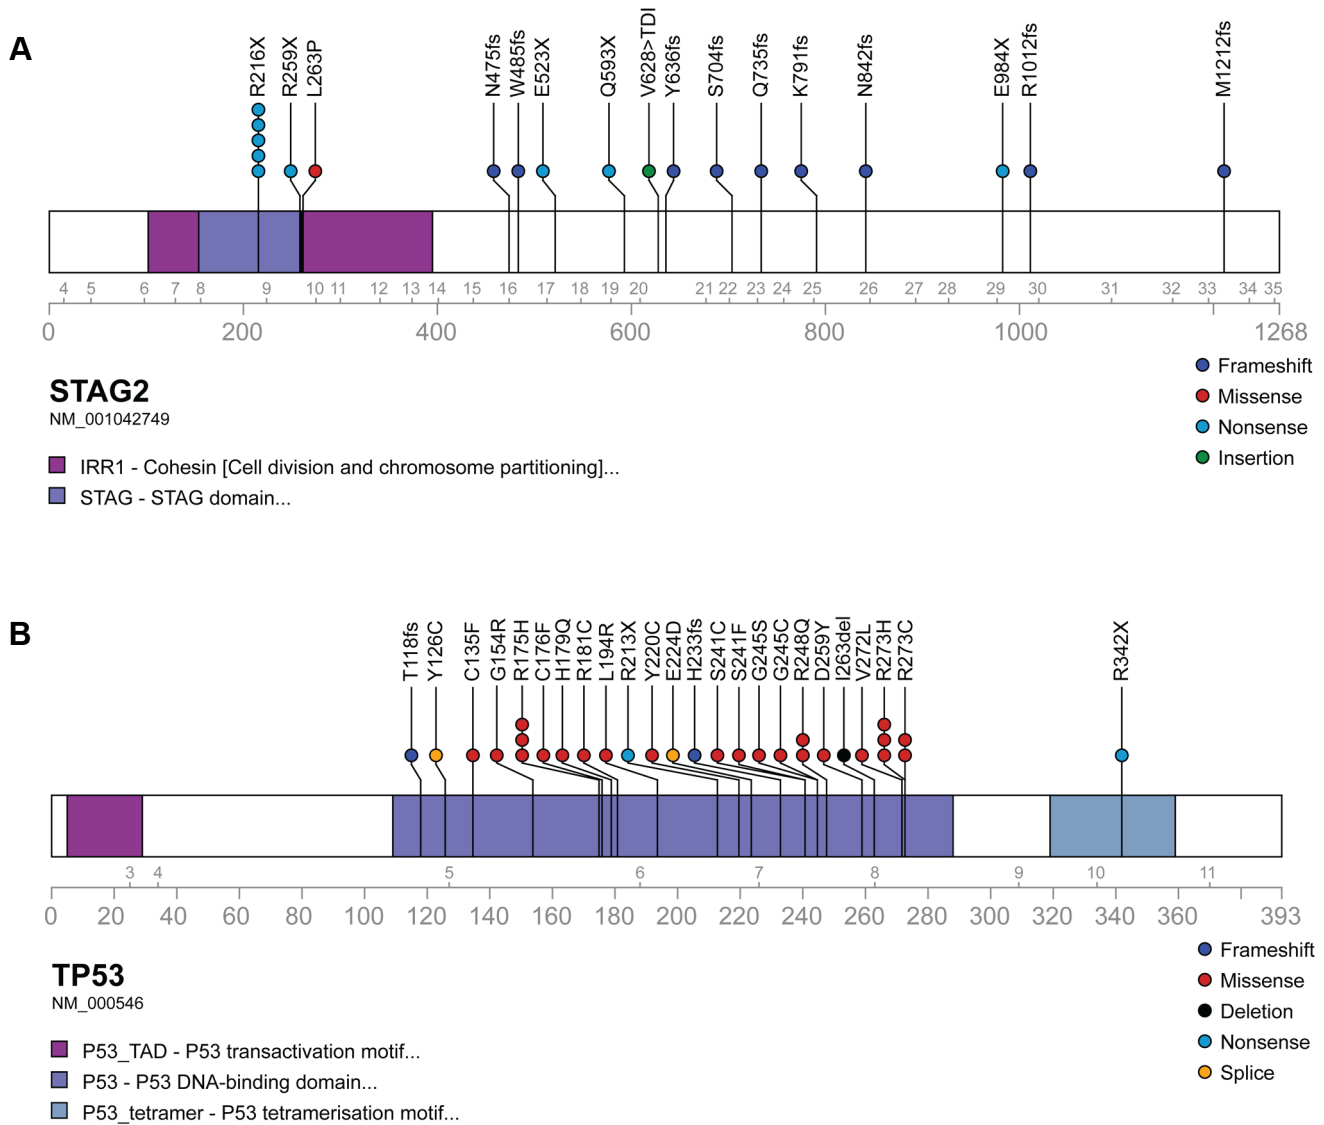 A
R216X R259X L263P N475fs W485fs E523X Q593X V628>TDI Y636fs S704fs Q735fs K791fs N842fs E984X R1012fs M1212fs
4 5 6 7 8 9 10 11 12 13 14 15 16 17 18 19 20 21 22 23 24 25 26 27 28 29 30 31 32 33 34 35
0 200 400 600 800 1000 1268
STAG2
NM_001042749
IRR1 - Cohesin [Cell division and chromosome partitioning]...
STAG - STAG domain...
Frameshift
Missense
Nonsense
Insertion
B
T118fs Y126C C135F G154R R175H C176F H179Q R181C L194R R213X Y220C E224D H233fs S241C S241F G245S G245C R248Q D259Y I263del V272L R273H R273C R342X
3 4 5 6 7 8 9 10 11
0 20 40 60 80 100 120 140 160 180 200 220 240 260 280 300 320 340 360 393
TP53
NM_000546
P53_TAD - P53 transactivation motif...
P53 - P53 DNA-binding domain...
P53_tetramer - P53 tetramerisation motif...
Frameshift
Missense
Deletion
Nonsense
Splice